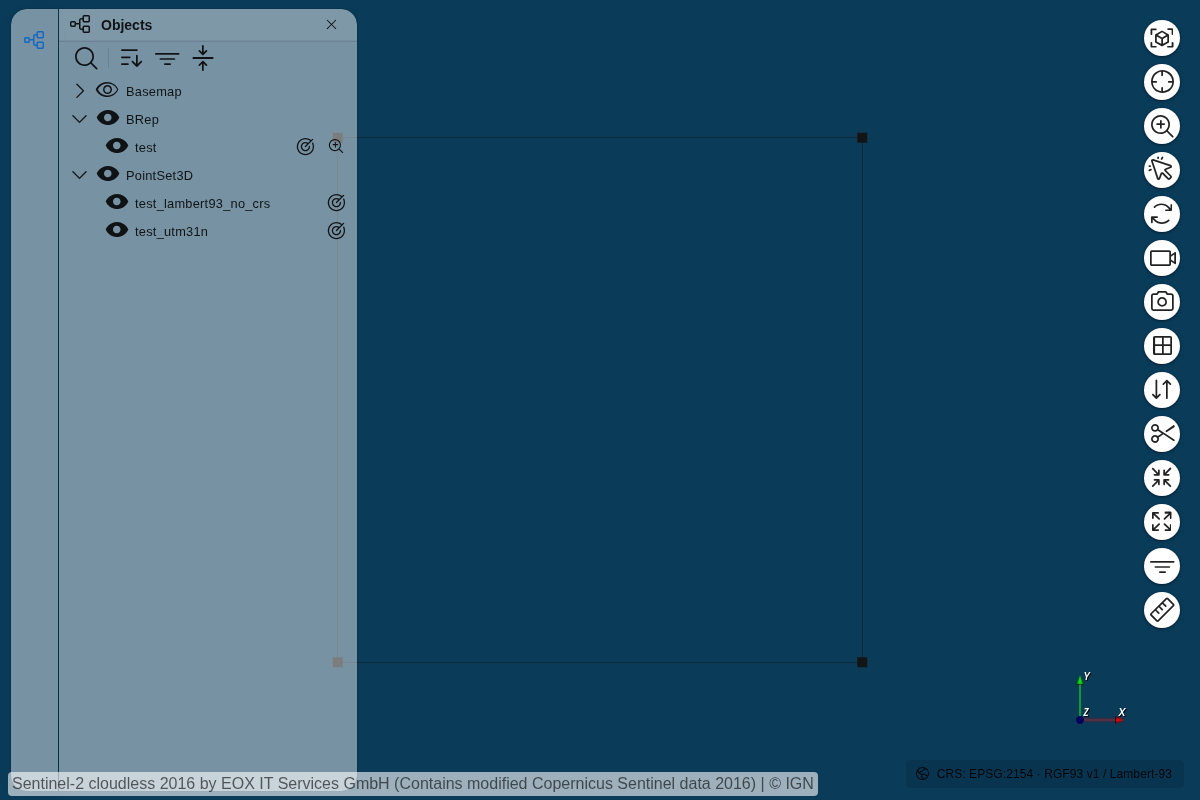 Objects
Basemap
BRep
test
PointSet3D
test_lambert93_no_crs
test_utm31n
Y
Z
X
CRS: EPSG:2154 · RGF93 v1 / Lambert-93
Sentinel-2 cloudless 2016 by EOX IT Services GmbH (Contains modified Copernicus Sentinel data 2016) | © IGN